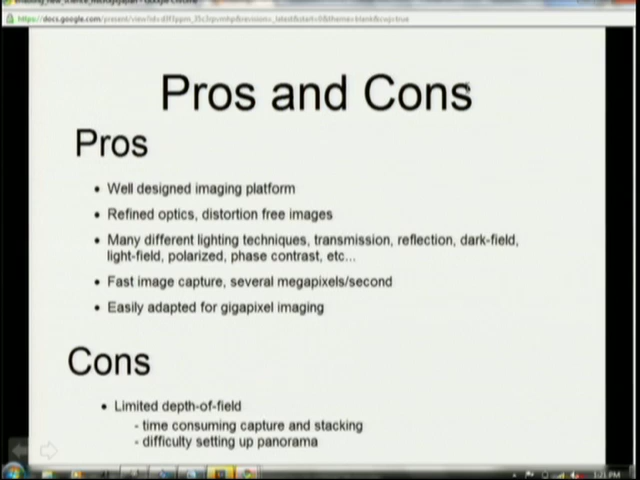 Pros and Cons
Pros
• Well designed imaging platform
• Refined optics, distortion free images
• Many different lighting techniques, transmission, reflection, dark-field,
light-field, polarized, phase contrast, etc...
• Fast image capture, several megapixels/second
• Easily adapted for gigapixel imaging
Cons
• Limited depth-of-field
- time consuming capture and stacking
- difficulty setting up panorama